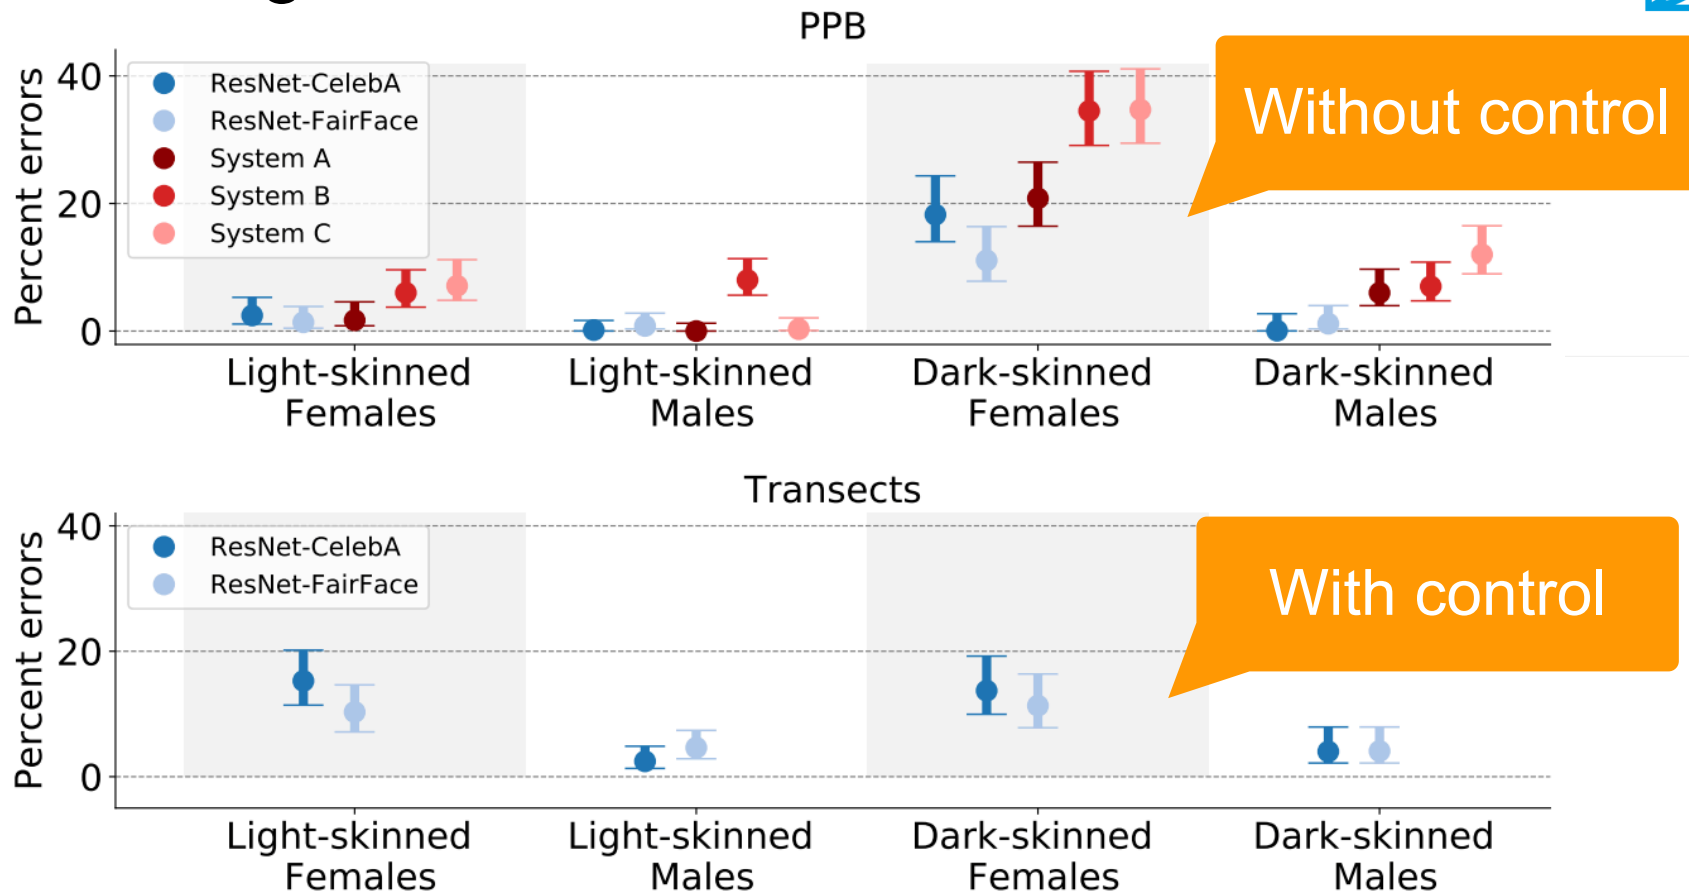 PPB
Percent errors
40
20
0
ResNet-CelebA
ResNet-FairFace
System A
System B
System C
Without control
Light-skinned
Females
Light-skinned
Males
Dark-skinned
Females
Dark-skinned
Males
Transects
Percent errors
40
20
0
ResNet-CelebA
ResNet-FairFace
With control
Light-skinned
Females
Light-skinned
Males
Dark-skinned
Females
Dark-skinned
Males